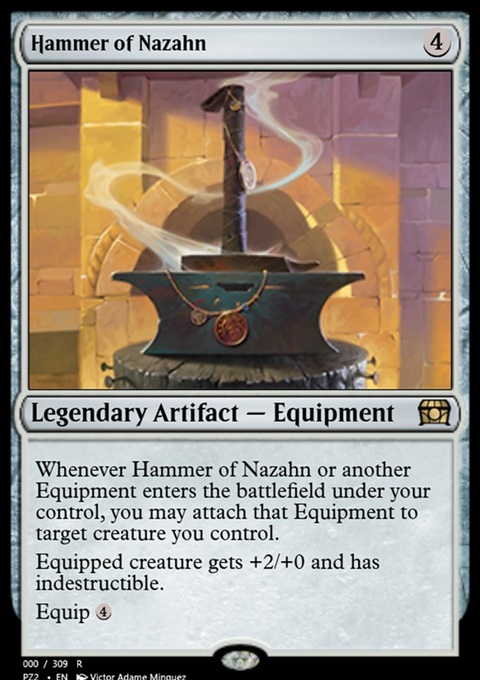 Hammer of Nazahn
4
Legendary Artifact — Equipment
Whenever Hammer of Nazahn or another
Equipment enters the battlefield under your
control, you may attach that Equipment to
target creature you control.
Equipped creature gets +2/+0 and has
indestructible.
Equip 4
000 / 309 R
PZ2 • EN Victor Adame Minguez